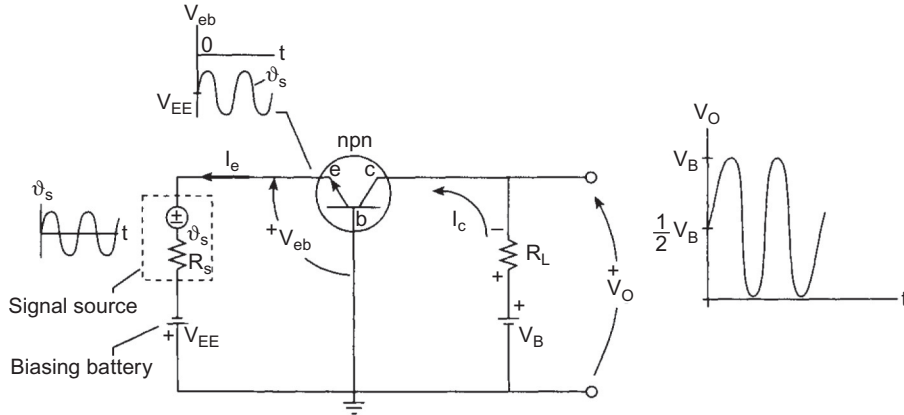 V_eb
0
t
ϑ_s
V_EE
npn
I_e
e
c
b
ϑ_s
t
±
ϑ_s
R_s
+
V_eb
I_c
−
R_L
+
+
V_B
+
V_O
Signal source
+
V_EE
Biasing battery
V_O
V_B
½ V_B
t